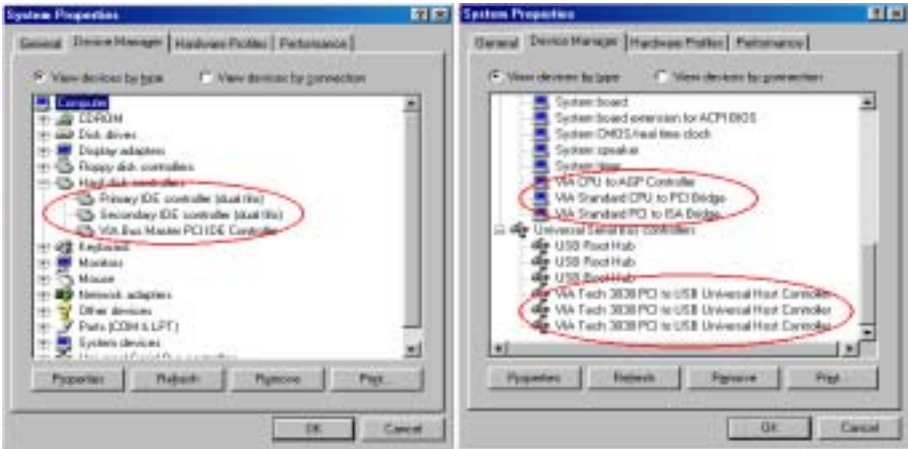 System Properties
General Device Manager Hardware Profiles Performance
View devices by type View devices by connection
Computer
CDROM
Disk drives
Display adapters
Floppy disk controllers
Hard disk controllers
Primary IDE controller (dual fifo)
Secondary IDE controller (dual fifo)
VIA Bus Master PCI IDE Controller
Keyboard
Monitors
Mouse
Network adapters
Other devices
Ports (COM & LPT)
System devices
Universal Serial Bus controllers
Properties Refresh Remove Print...
OK Cancel
System Properties
General Device Manager Hardware Profiles Performance
View devices by type View devices by connection
System board
System board extension for ACPI BIOS
System CMOS/real time clock
System speaker
System timer
VIA CPU to AGP Controller
VIA Standard CPU to PCI Bridge
VIA Standard PCI to ISA Bridge
Universal Serial Bus controllers
USB Root Hub
USB Root Hub
USB Root Hub
VIA Tech 3038 PCI to USB Universal Host Controller
VIA Tech 3038 PCI to USB Universal Host Controller
VIA Tech 3038 PCI to USB Universal Host Controller
Properties Refresh Remove Print...
OK Cancel